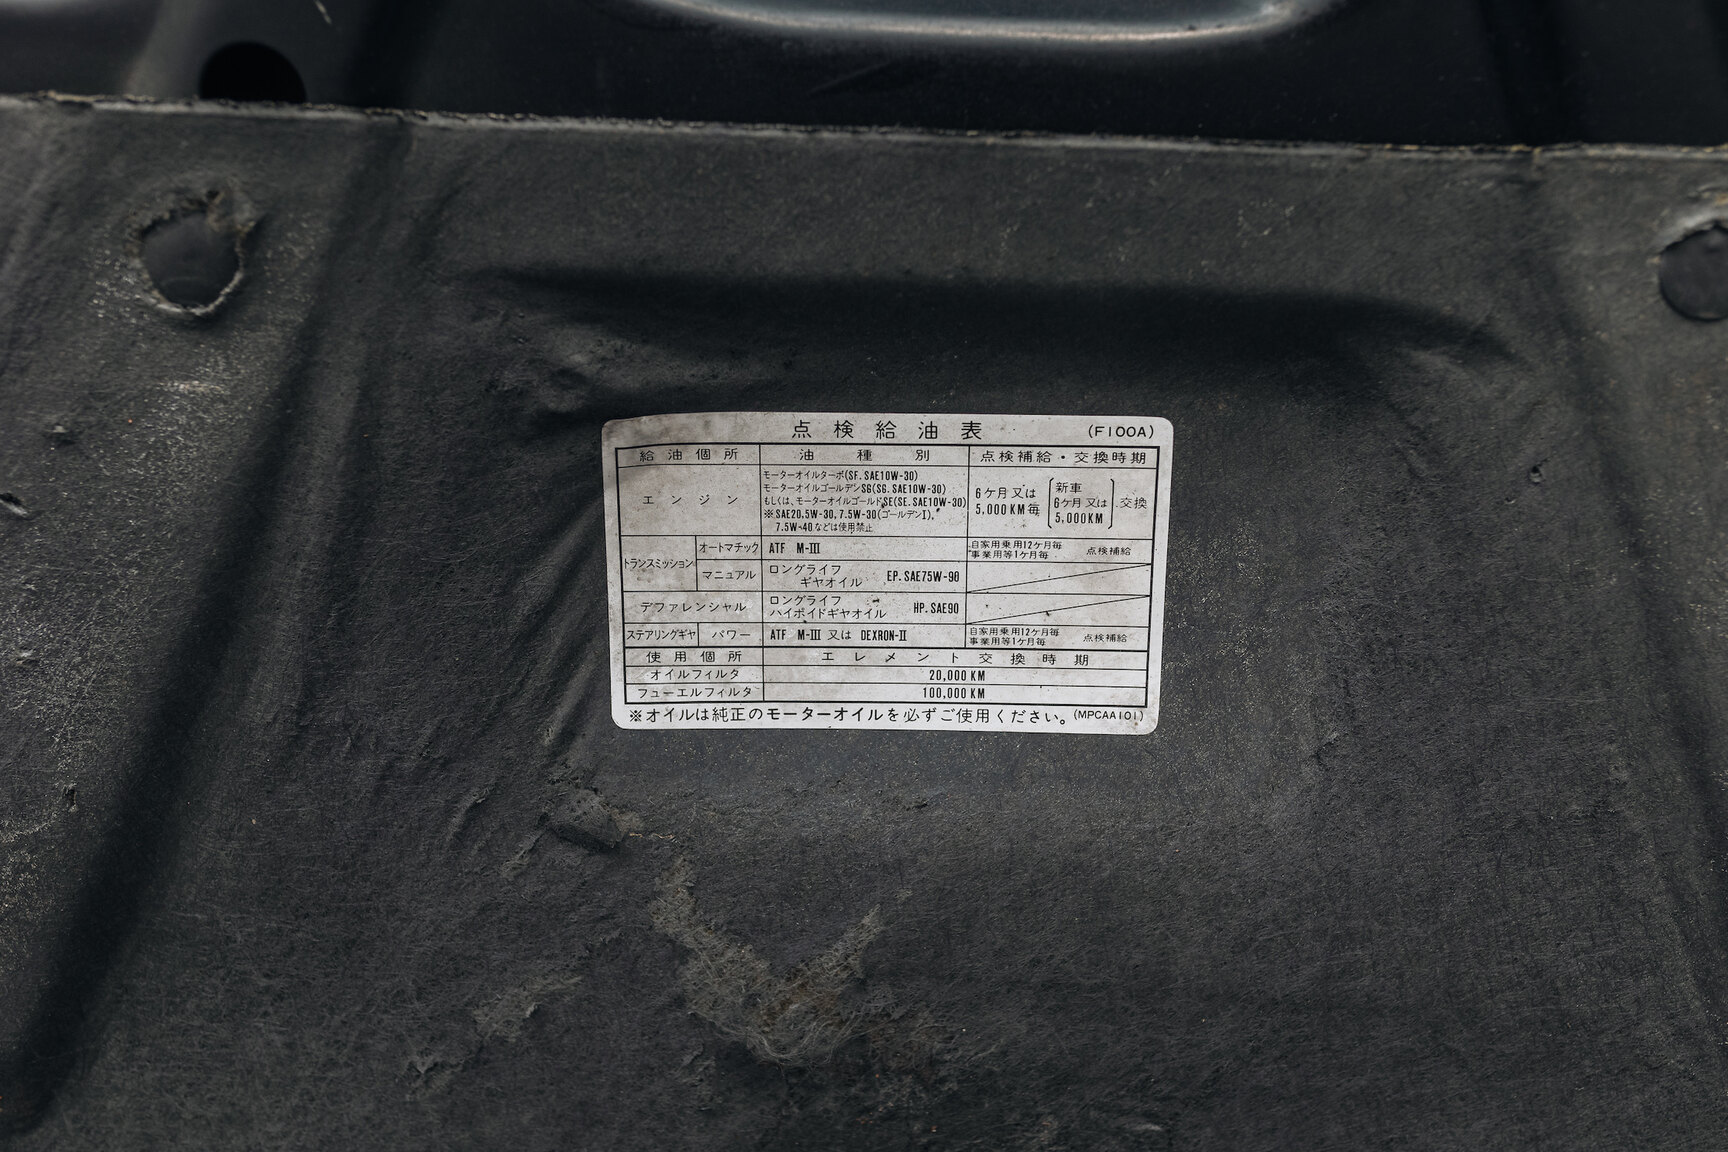 点検給油表 (F100A)
給油個所 油種別 点検補給・交換時期
エンジン
モーターオイルターボ(SF.SAE10W-30)
モーターオイルゴールデンSG(SG.SAE10W-30)
もしくは、モーターオイルゴールドSE(SE.SAE10W-30)
※SAE20,5W-30,7.5W-30(ゴールデンI),
7.5W-40などは使用禁止
6ケ月又は
5,000KM毎
新車
6ケ月又は
5,000KM
交換
トランスミッション
オートマチック ATF M-III
自家用乗用12ケ月毎
事業用等1ケ月毎
点検補給
マニュアル
ロングライフ
ギヤオイル EP.SAE75W-90
デファレンシャル
ロングライフ
ハイポイドギヤオイル HP.SAE90
ステアリングギヤ パワー ATF M-III 又は DEXRON-II
自家用乗用12ケ月毎
事業用等1ケ月毎
点検補給
使用個所 エレメント交換時期
オイルフィルタ 20,000KM
フューエルフィルタ 100,000KM
※オイルは純正のモーターオイルを必ずご使用ください。(MPCAA101)